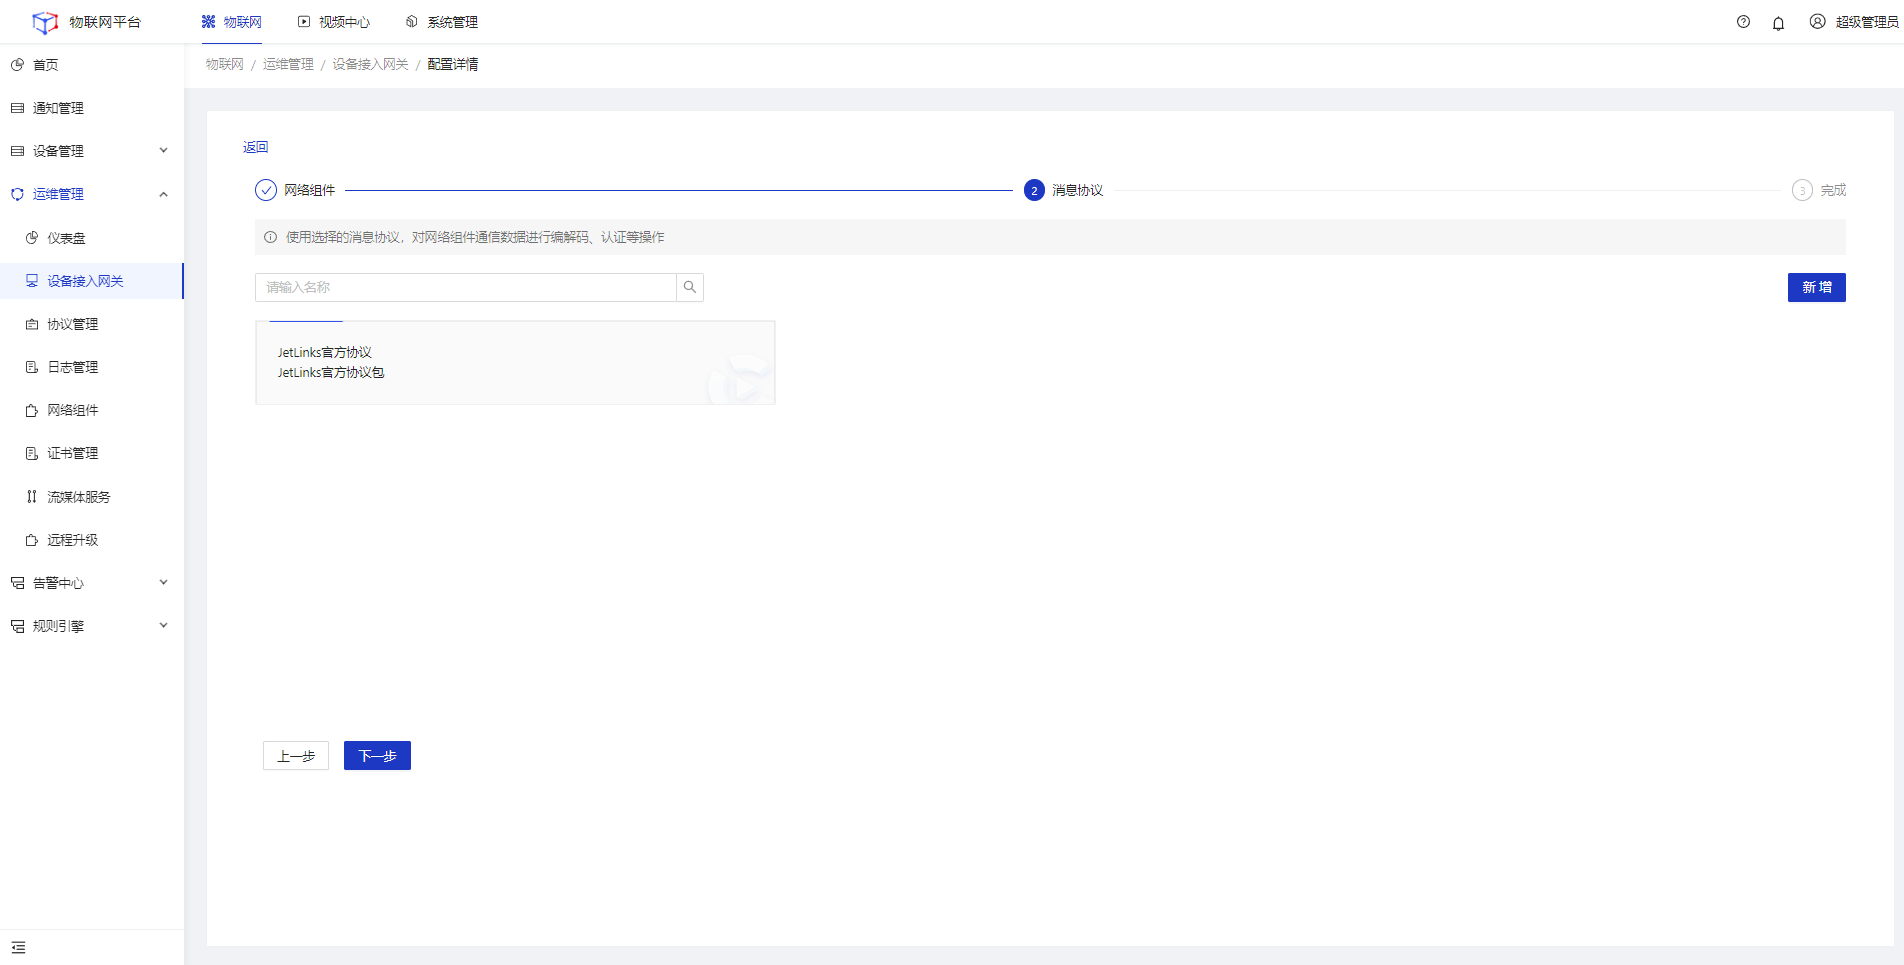 物联网平台
物联网
视频中心
系统管理
超级管理员
首页
通知管理
设备管理
运维管理
仪表盘
设备接入网关
协议管理
日志管理
网络组件
证书管理
流媒体服务
远程升级
告警中心
规则引擎
物联网 / 运维管理 / 设备接入网关 / 配置详情
返回
网络组件
2 消息协议
3 完成
使用选择的消息协议，对网络组件通信数据进行编解码、认证等操作
请输入名称
新增
JetLinks官方协议
JetLinks官方协议包
上一步
下一步